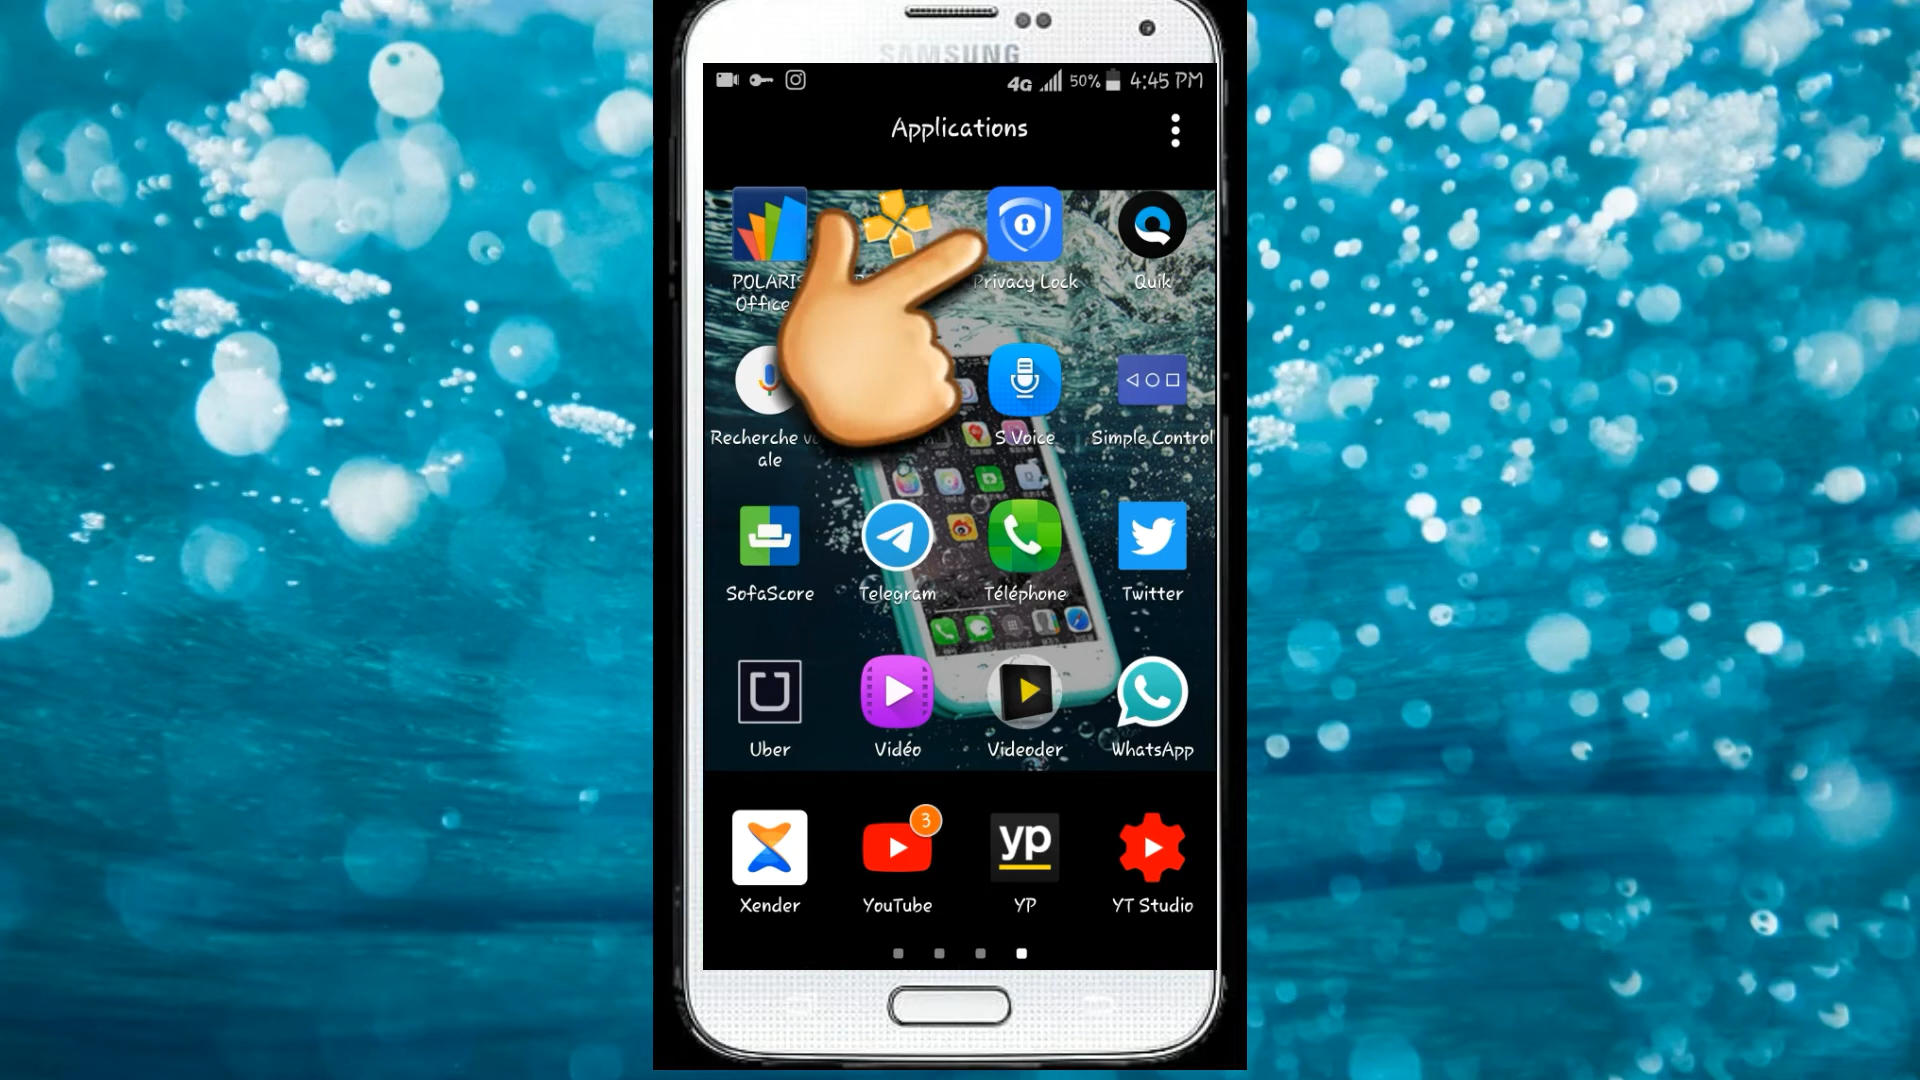 SAMSUNG
4G 50% 4:45 PM
Applications
POLARIS
Office
Privacy Lock
Quik
Recherche v
ale
S Voice
Simple Control
SofaScore
Telegram
Téléphone
Twitter
Uber
Vidéo
Videoder
WhatsApp
3
yp
Xender
YouTube
YP
YT Studio